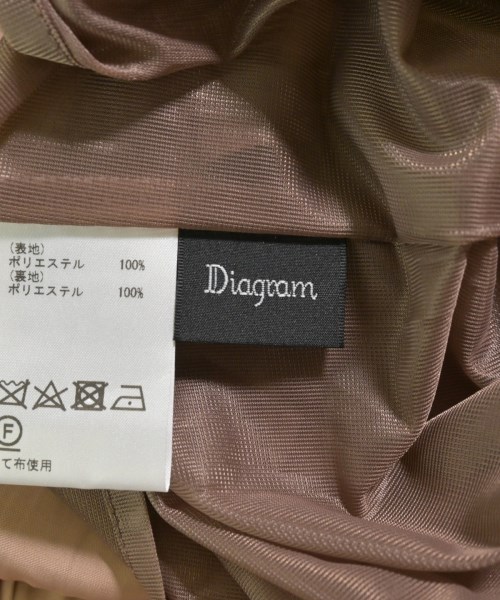 (表地)
ポリエステル 100%
(裏地)
ポリエステル 100%
Diagram
F
て布使用